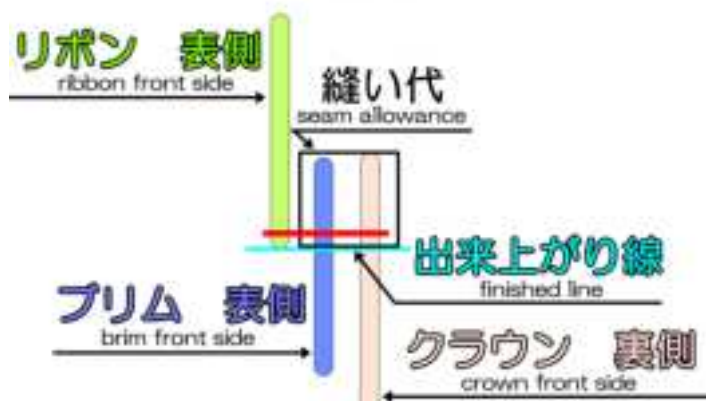 リボン　表側
ribbon front side
縫い代
seam allowance
出来上がり線
finished line
ブリム　表側
brim front side
クラウン　裏側
crown front side